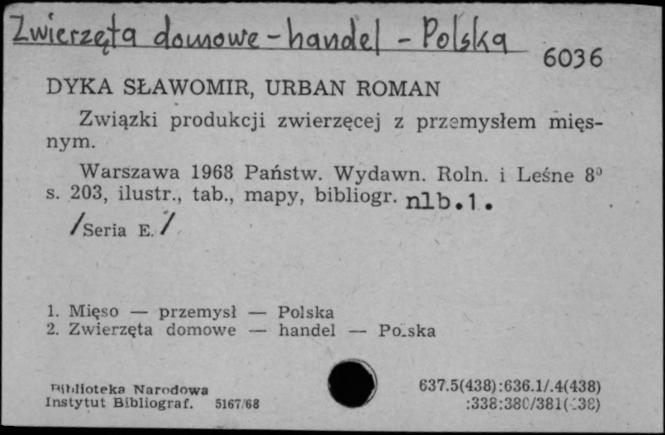 Zwierzęta domowe - handel - Polska
6036
DYKA SŁAWOMIR, URBAN ROMAN
Związki produkcji zwierzęcej z przemysłem mięs-
nym.
Warszawa 1968 Państw. Wydawn. Roln. i Leśne 8°
s. 203, ilustr., tab., mapy, bibliogr. nlb.1.
/Seria E./
1. Mięso — przemysł — Polska
2. Zwierzęta domowe — handel — Polska
Biblioteka Narodowa
Instytut Bibliograf. 5167/68
637.5(438):636.1/.4(438)
:338:380/381(438)